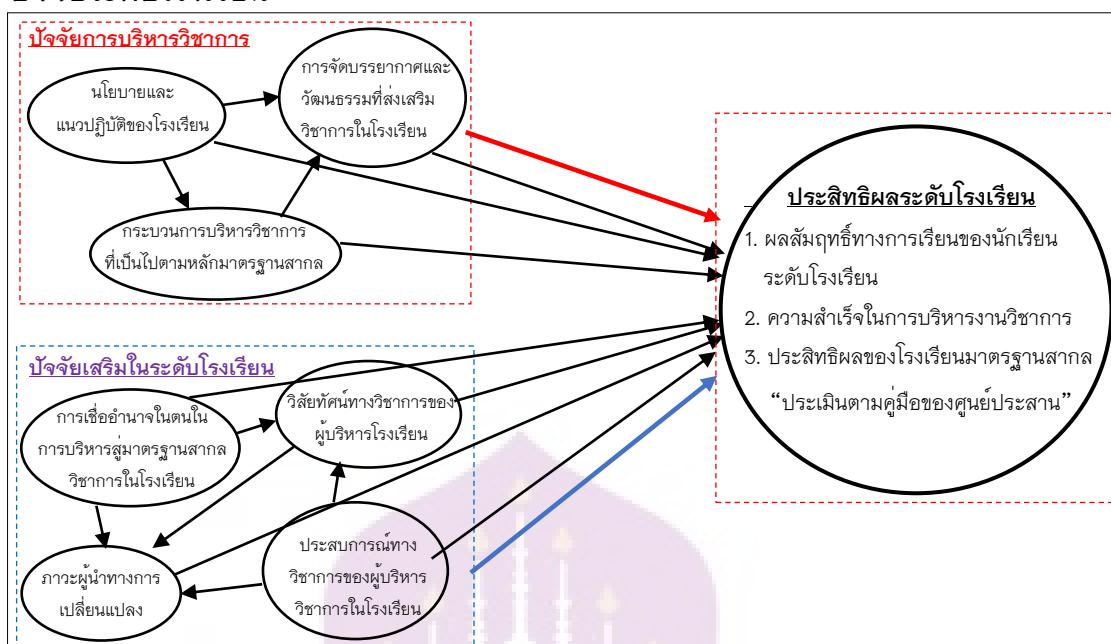 ปัจจัยการบริหารวิชาการ
นโยบายและ
แนวปฏิบัติของโรงเรียน
การจัดบรรยากาศและ
วัฒนธรรมที่ส่งเสริม
วิชาการในโรงเรียน
กระบวนการบริหารวิชาการ
ที่เป็นไปตามหลักมาตรฐานสากล
ปัจจัยเสริมในระดับโรงเรียน
การเชื่ออำนาจในตนใน
การบริหารสู่มาตรฐานสากล
วิชาการในโรงเรียน
วิสัยทัศน์ทางวิชาการของ
ผู้บริหารโรงเรียน
ภาวะผู้นำทางการ
เปลี่ยนแปลง
ประสบการณ์ทาง
วิชาการของผู้บริหาร
วิชาการในโรงเรียน
ประสิทธิผลระดับโรงเรียน
1. ผลสัมฤทธิ์ทางการเรียนของนักเรียน
ระดับโรงเรียน
2. ความสำเร็จในการบริหารงานวิชาการ
3. ประสิทธิผลของโรงเรียนมาตรฐานสากล
“ประเมินตามคู่มือของศูนย์ประสาน”